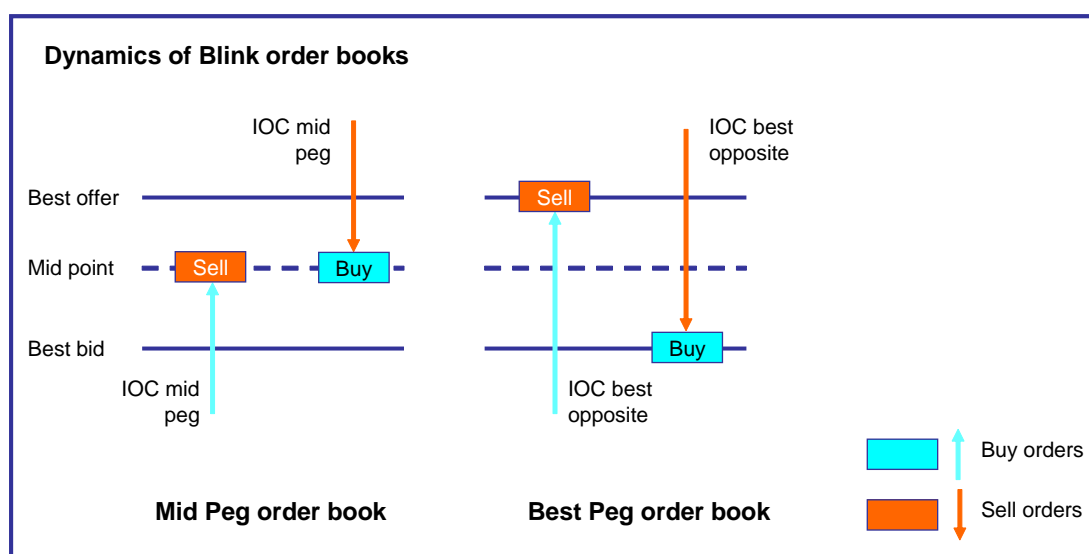 Dynamics of Blink order books
IOC mid
peg
IOC best
opposite
Best offer
Sell
Mid point
Sell
Buy
Best bid
Buy
IOC mid
peg
IOC best
opposite
Buy orders
Mid Peg order book
Best Peg order book
Sell orders